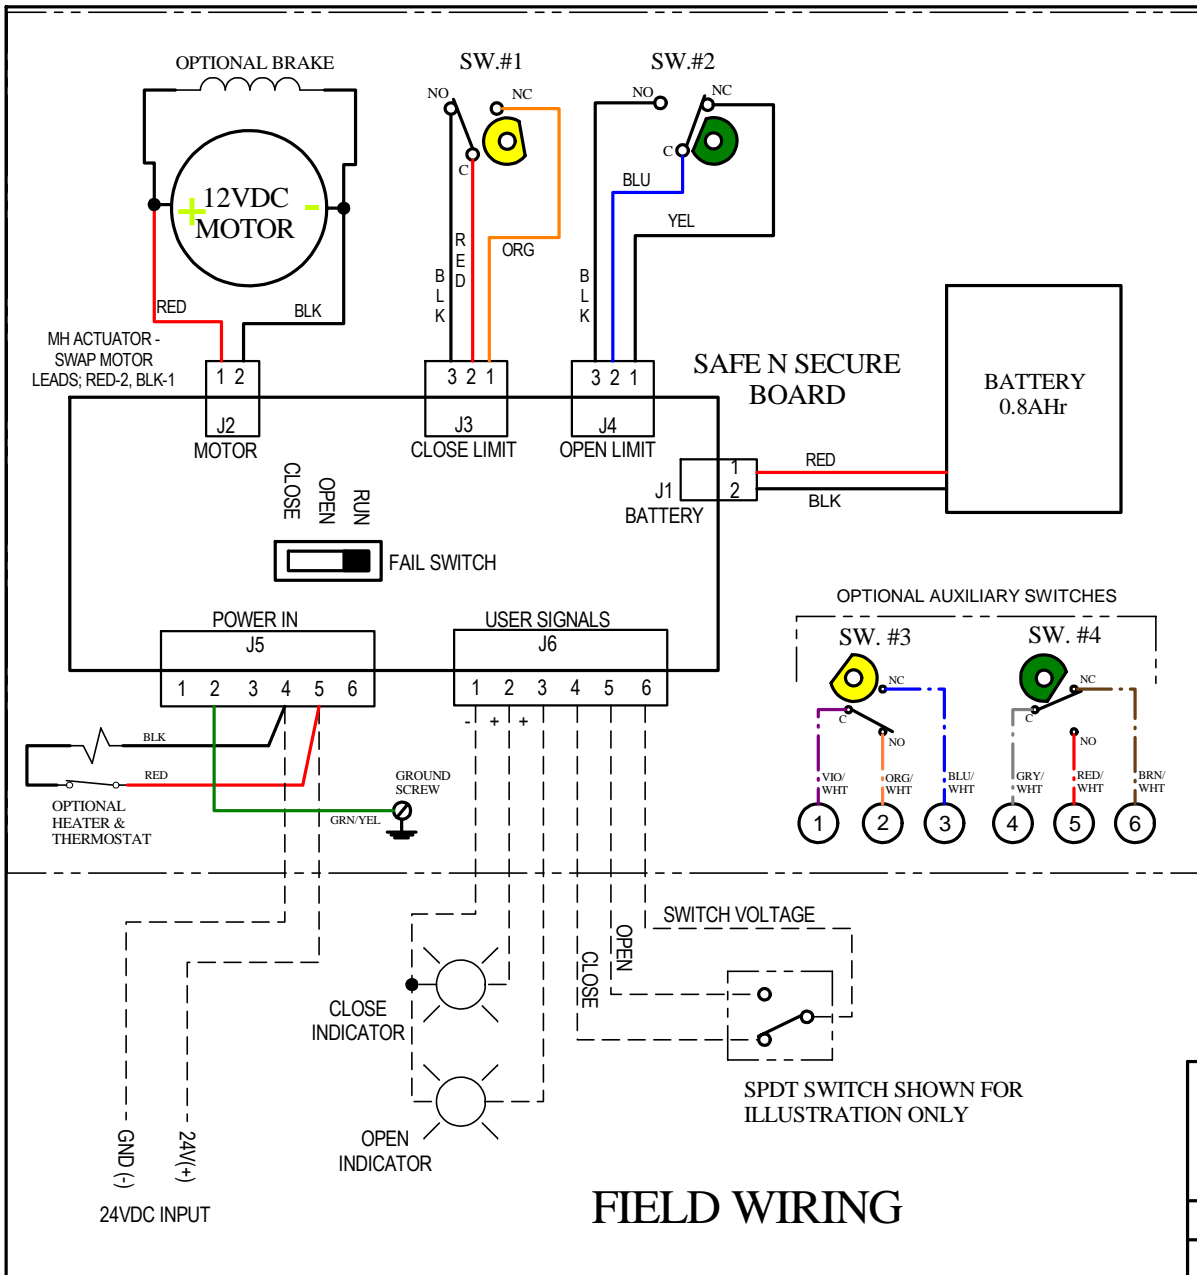 OPTIONAL BRAKE
SW.#1
SW.#2
NO
NC
C
NO
NC
C
12VDC
MOTOR
+
-
RED
BLK
BLK
RED
ORG
BLK
BLU
YEL
MH ACTUATOR -
SWAP MOTOR
LEADS; RED-2, BLK-1
1 2
J2
MOTOR
3 2 1
J3
CLOSE LIMIT
3 2 1
J4
OPEN LIMIT
SAFE N SECURE
BOARD
BATTERY
0.8AHr
1
2
J1
BATTERY
RED
BLK
CLOSE
OPEN
RUN
FAIL SWITCH
POWER IN
J5
1 2 3 4 5 6
USER SIGNALS
J6
1 2 3 4 5 6
- + +
BLK
RED
OPTIONAL
HEATER &
THERMOSTAT
GROUND
SCREW
GRN/YEL
OPTIONAL AUXILIARY SWITCHES
SW. #3
SW. #4
NC
C
NO
NC
C
NO
VIO/
WHT
ORG/
WHT
BLU/
WHT
GRY/
WHT
RED/
WHT
BRN/
WHT
1 2 3 4 5 6
SWITCH VOLTAGE
OPEN
CLOSE
CLOSE
INDICATOR
OPEN
INDICATOR
SPDT SWITCH SHOWN FOR
ILLUSTRATION ONLY
GND (-)
24V(+)
24VDC INPUT
FIELD WIRING